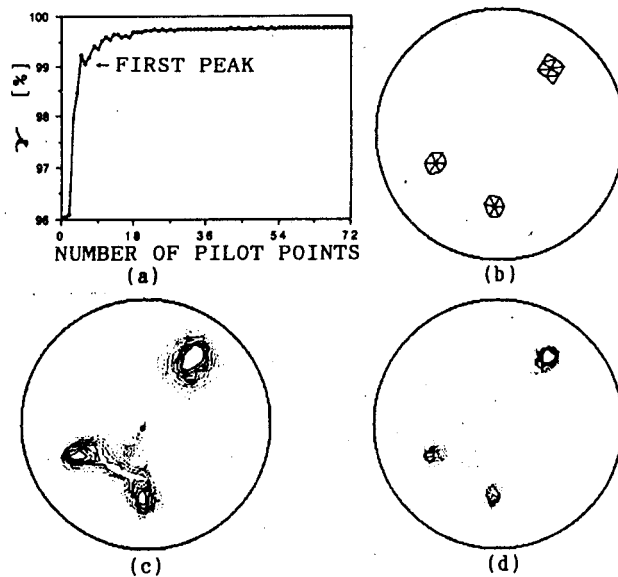 100
99
98
97
96
γ [%]
← FIRST PEAK
0 18 36 54 72
NUMBER OF PILOT POINTS
(a)
(b)
(c)
(d)